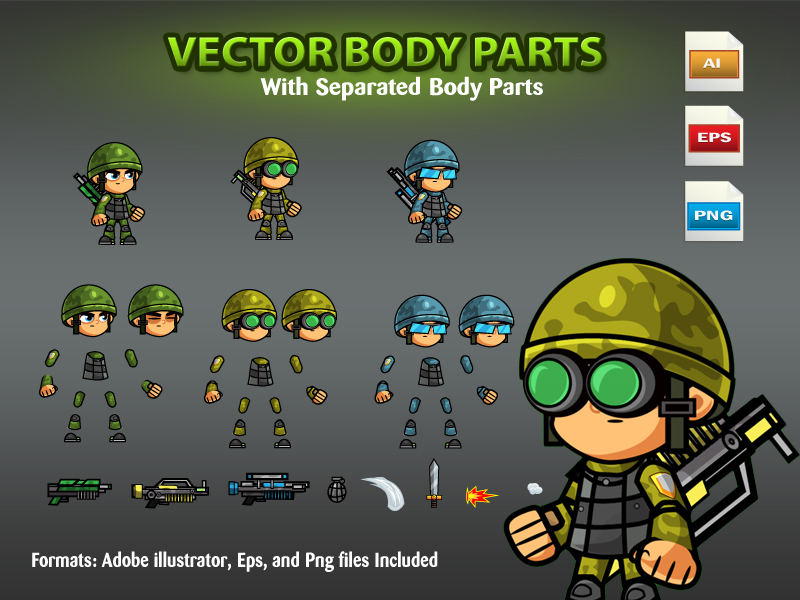 VECTOR BODY PARTS
With Separated Body Parts
AI
EPS
PNG
Formats: Adobe illustrator, Eps, and Png files Included